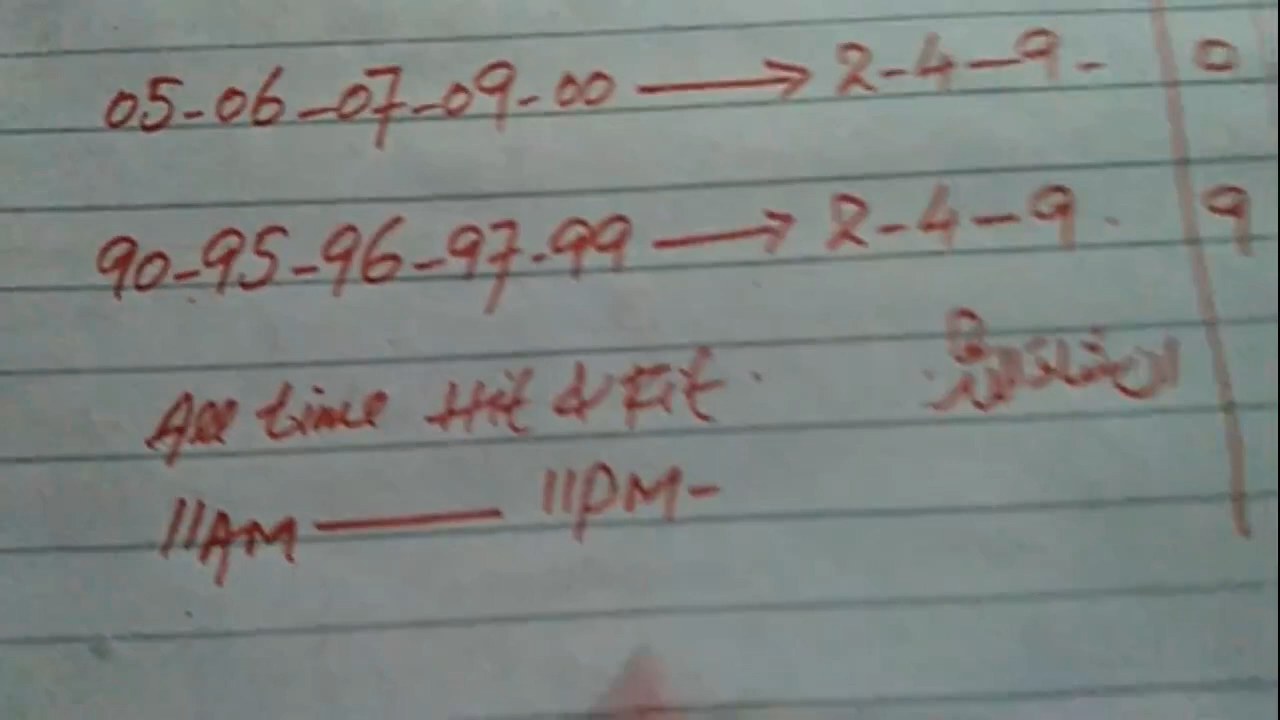 05-06-07-09-00 → 2-4-9- 0
90-95-96-97-99 → 2-4-9. 9
All time Hit & Fit.
11AM — 11PM-